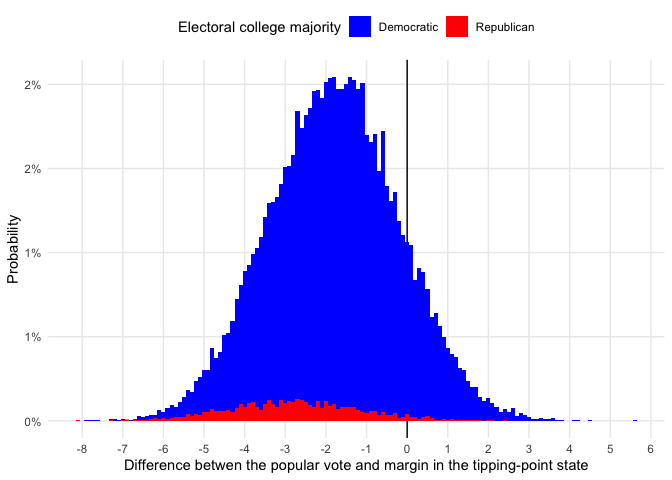 Electoral college majority Democratic Republican
2%
2%
1%
1%
0%
Probability
-8 -7 -6 -5 -4 -3 -2 -1 0 1 2 3 4 5 6
Difference betwen the popular vote and margin in the tipping-point state